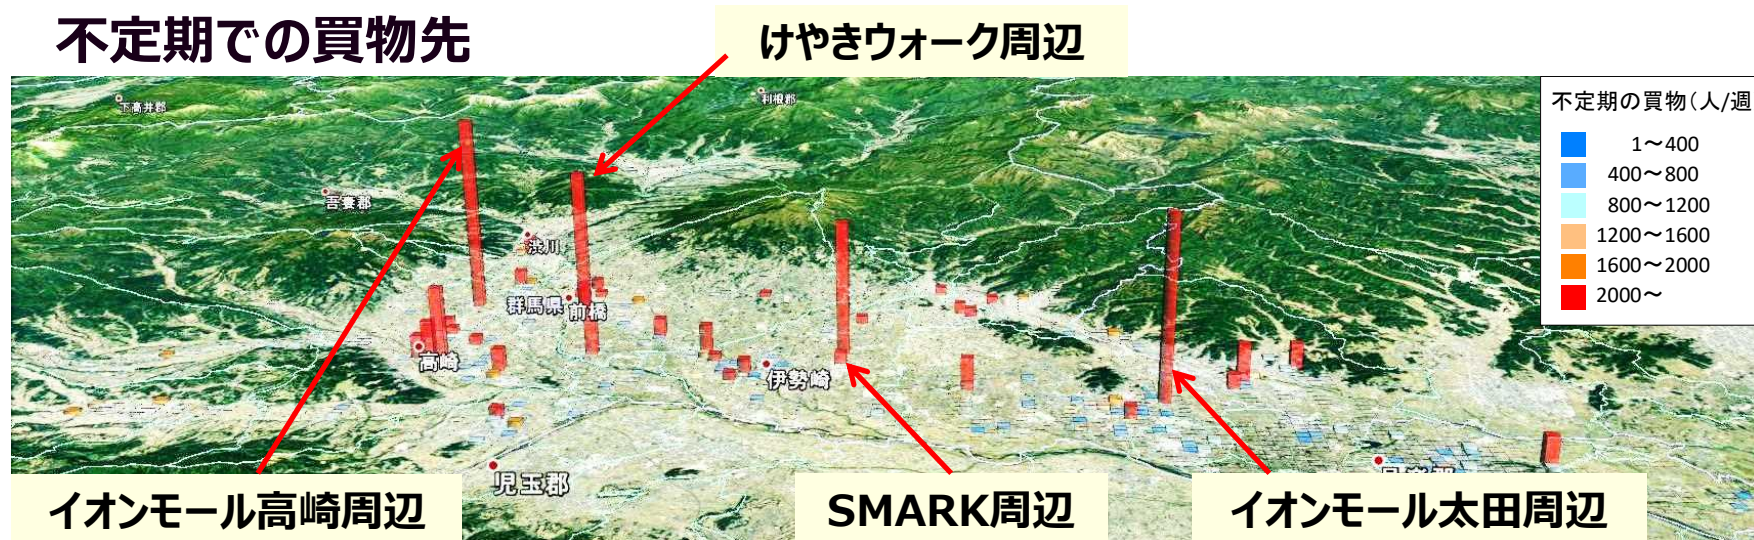 不定期での買物先
けやきウォーク周辺
下高井郡
利根郡
吾妻郡
渋川
群馬県
前橋
高崎
伊勢崎
児玉郡
不定期の買物(人/週
1～400
400～800
800～1200
1200～1600
1600～2000
2000～
イオンモール高崎周辺
SMARK周辺
イオンモール太田周辺